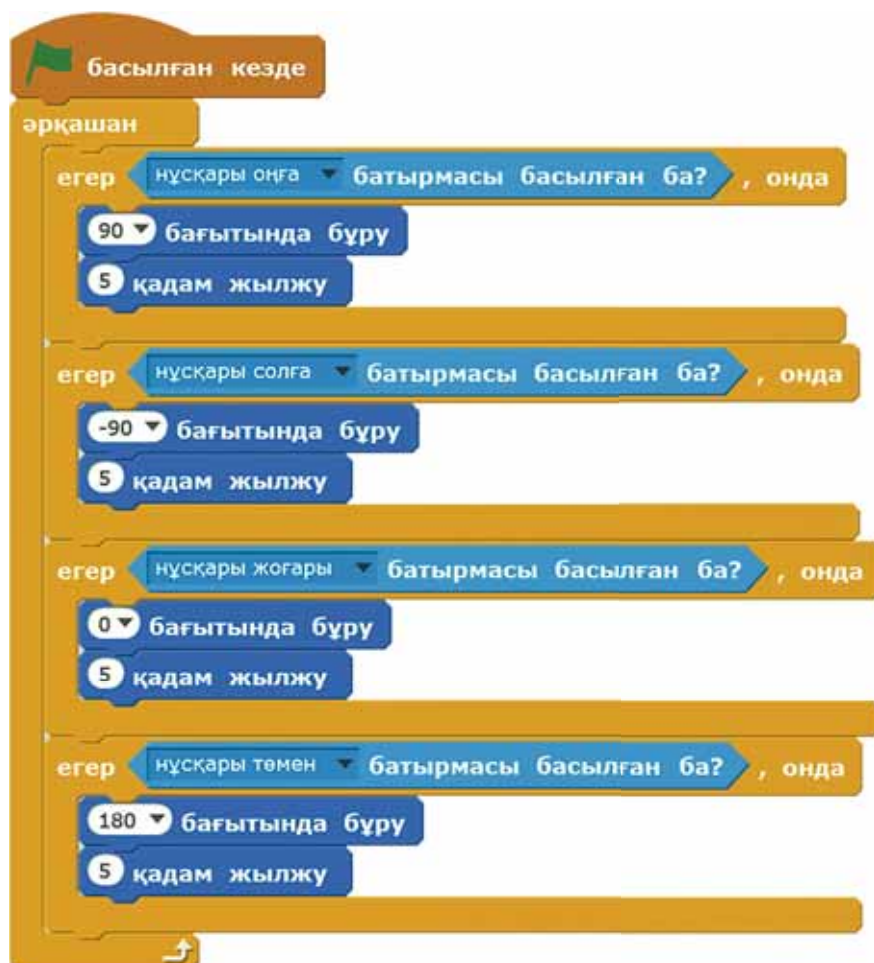 басылған кезде
әрқашан
егер нұсқары оңға батырмасы басылған ба? , онда
90 бағытында бұру
5 қадам жылжу
егер нұсқары солға батырмасы басылған ба? , онда
-90 бағытында бұру
5 қадам жылжу
егер нұсқары жоғары батырмасы басылған ба? , онда
0 бағытында бұру
5 қадам жылжу
егер нұсқары төмен батырмасы басылған ба? , онда
180 бағытында бұру
5 қадам жылжу